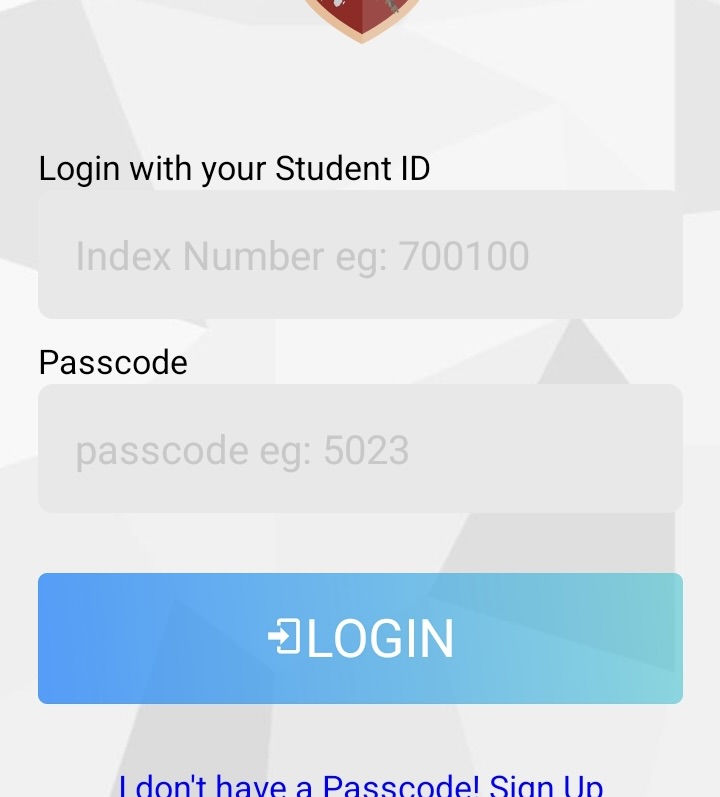 Login with your Student ID
Index Number eg: 700100
Passcode
passcode eg: 5023
LOGIN
I don't have a Passcode! Sign Up